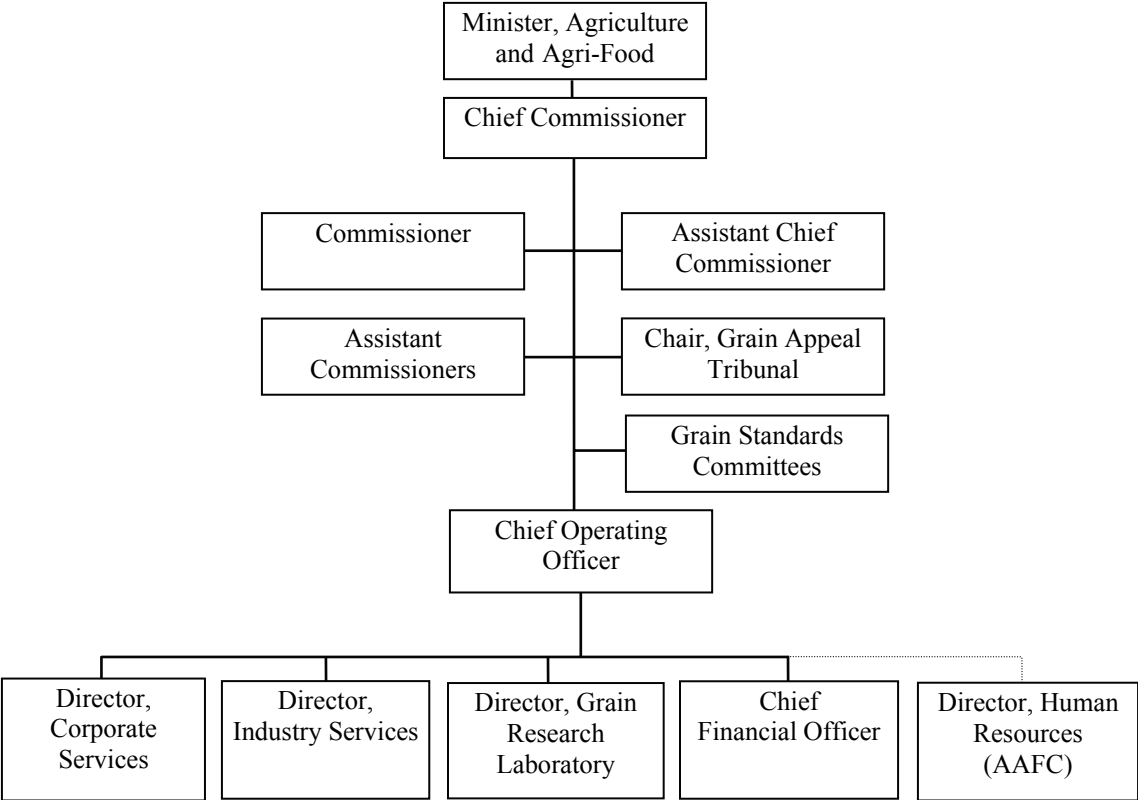 Minister, Agriculture
and Agri-Food
Chief Commissioner
Commissioner
Assistant Chief
Commissioner
Assistant
Commissioners
Chair, Grain Appeal
Tribunal
Grain Standards
Committees
Chief Operating
Officer
Director,
Corporate
Services
Director,
Industry Services
Director, Grain
Research
Laboratory
Chief
Financial Officer
Director, Human
Resources
(AAFC)